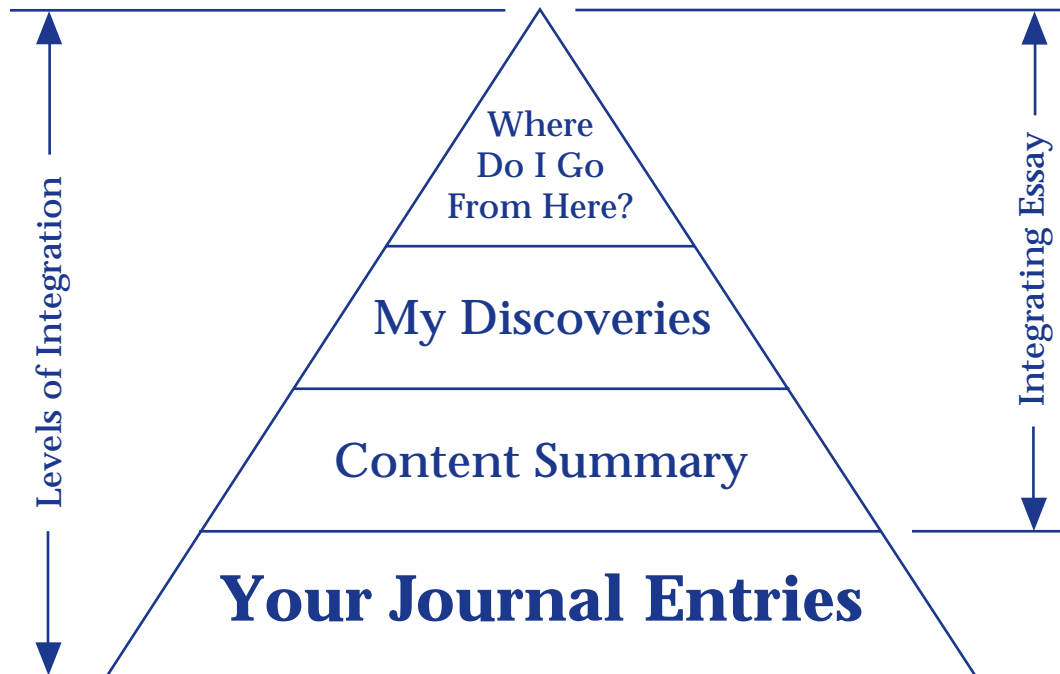 Where
Do I Go
From Here?
My Discoveries
Content Summary
Your Journal Entries
Levels of Integration
Integrating Essay